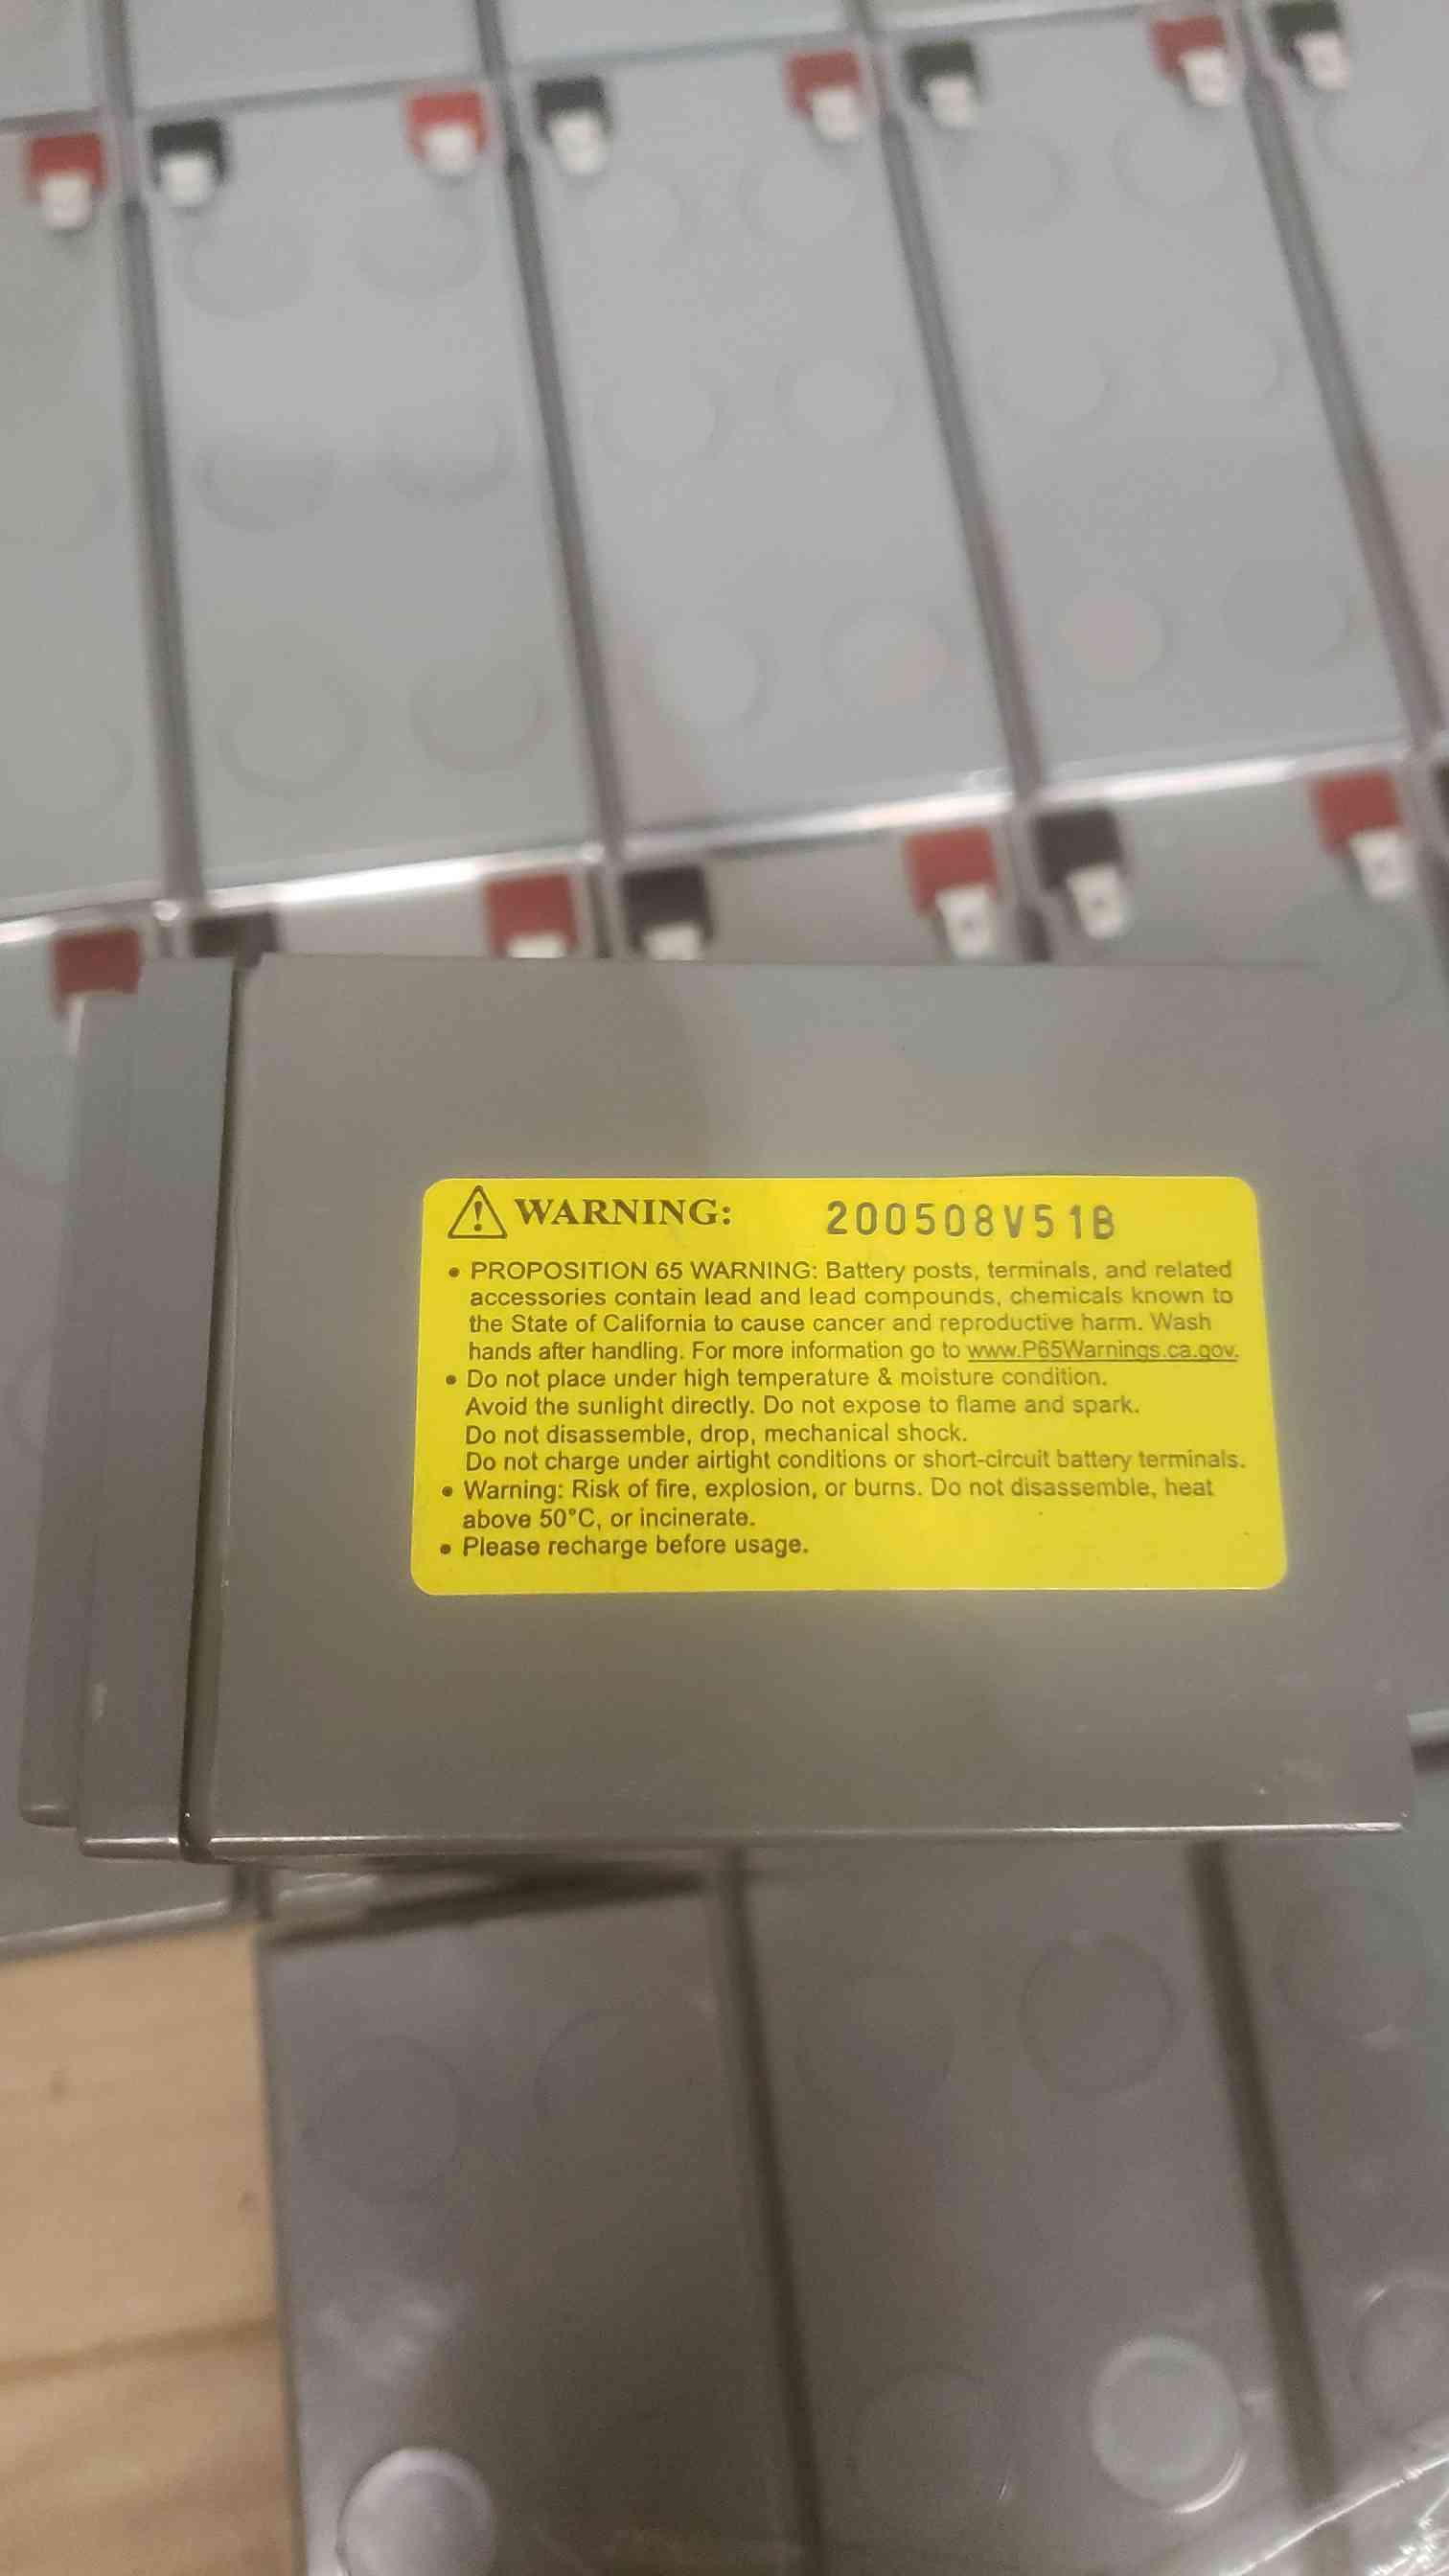 WARNING: 200508V51B
• PROPOSITION 65 WARNING: Battery posts, terminals, and related
accessories contain lead and lead compounds, chemicals known to
the State of California to cause cancer and reproductive harm. Wash
hands after handling. For more information go to www.P65Warnings.ca.gov.
• Do not place under high temperature & moisture condition.
Avoid the sunlight directly. Do not expose to flame and spark.
Do not disassemble, drop, mechanical shock.
Do not charge under airtight conditions or short-circuit battery terminals.
• Warning: Risk of fire, explosion, or burns. Do not disassemble, heat
above 50°C, or incinerate.
• Please recharge before usage.